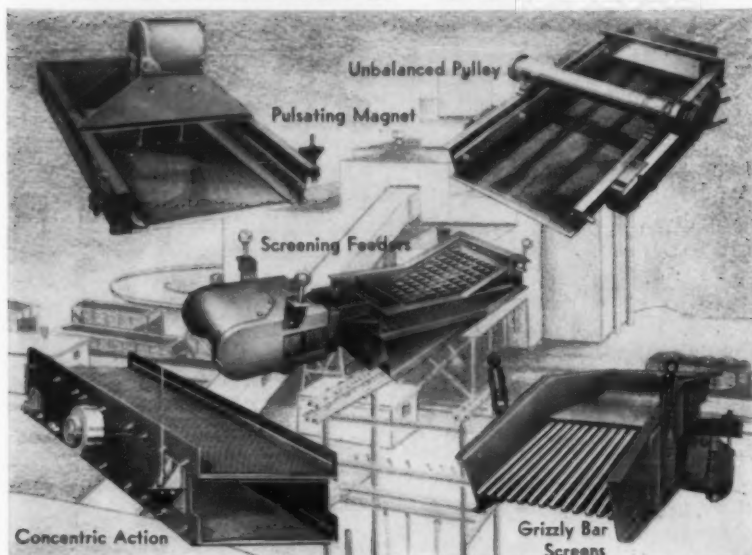 Unbalanced Pulley
Pulsating Magnet
Screening Feeders
Concentric Action
Grizzly Bar
Screens